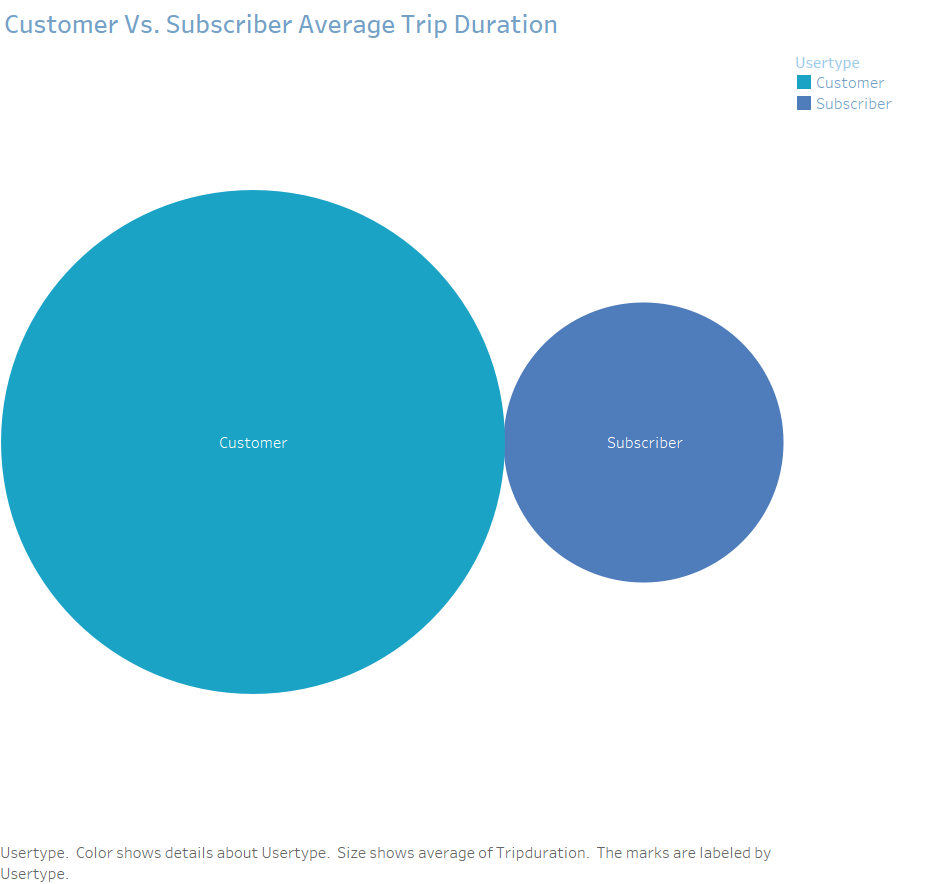 Customer Vs. Subscriber Average Trip Duration
Usertype
Customer
Subscriber
Customer
Subscriber
Usertype.  Color shows details about Usertype.  Size shows average of Tripduration.  The marks are labeled by
Usertype.